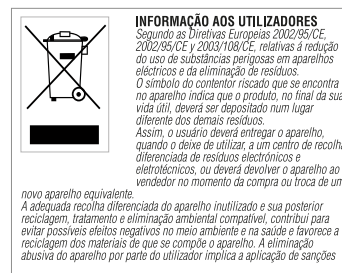 INFORMAÇÃO AOS UTILIZADORES
Segundo as Diretivas Europeias 2002/95/CE,
2002/95/CE y 2003/108/CE, relativas á redução
do uso de substâncias perigosas em aparelhos
eléctricos e da eliminação de resíduos.
O símbolo do contentor riscado que se encontra
no aparelho indica que o produto, no final da sua
vida útil, deverá ser depositado num lugar
diferente dos demais resíduos.
Assim, o usuário deverá entregar o aparelho,
quando o deixe de utilizar, a um centro de recolh
diferenciada de resíduos electrónicos e
eletrotécnicos, ou deverá devolver o aparelho ao
vendedor no momento da compra ou troca de um
novo aparelho equivalente.
A adequada recolha diferenciada do aparelho inutilizado e sua posterior
reciclagem, tratamento e eliminação ambiental compatível, contribui para
evitar possíveis efeitos negativos no meio ambiente e na saúde e favorece a
reciclagem dos materiais de que se compõe o aparelho. A eliminação
abusiva do aparelho por parte do utilizador implica a aplicação de sanções